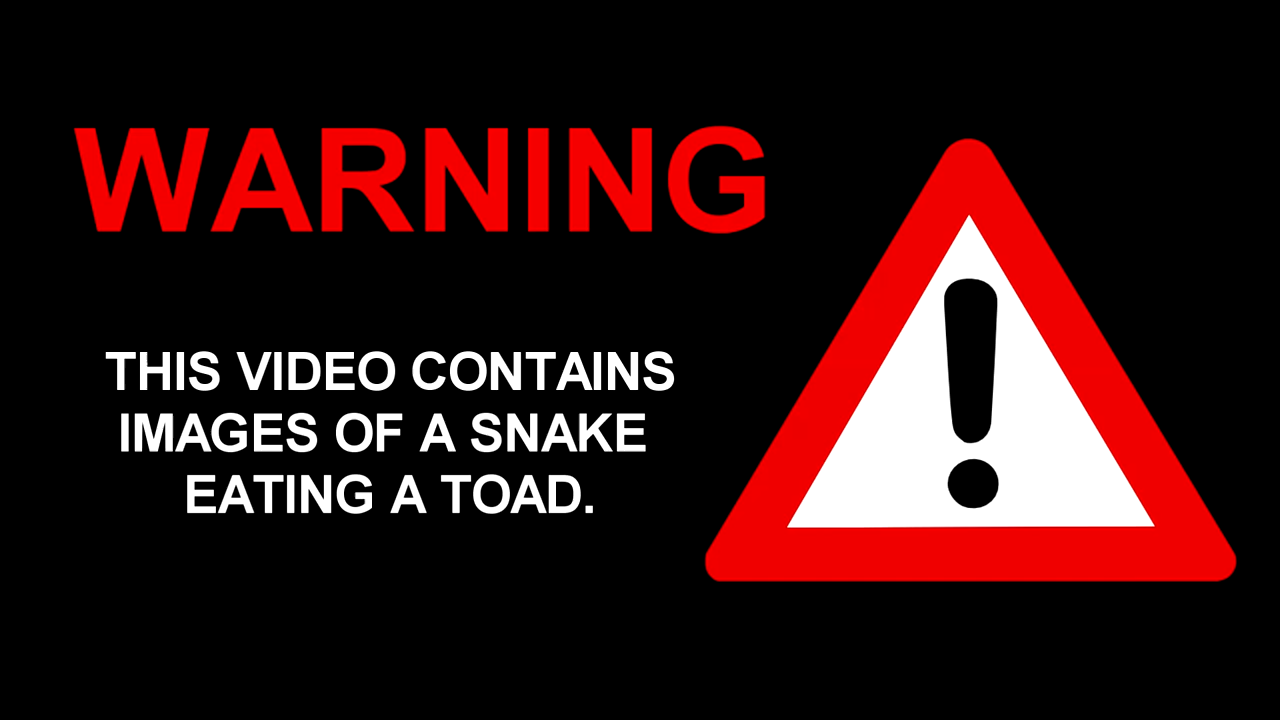 WARNING
THIS VIDEO CONTAINS
IMAGES OF A SNAKE
EATING A TOAD.